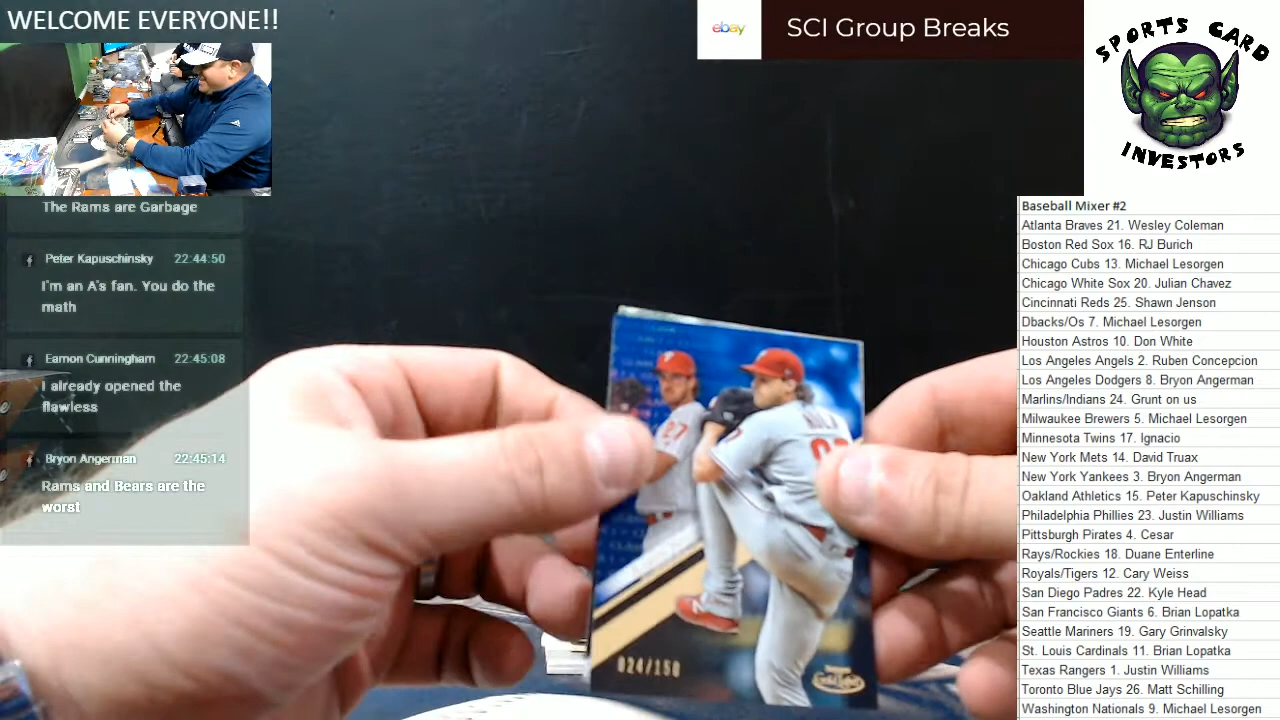 WELCOME EVERYONE!!
ebay
SCI Group Breaks
SPORTS CARD
INVESTORS
The Rams are Garbage
Peter Kapuschinsky 22:44:50
I'm an A's fan. You do the
math
Eamon Cunningham 22:45:08
I already opened the
flawless
Bryon Angerman 22:45:14
Rams and Bears are the
worst
27
024/150
Baseball Mixer #2
Atlanta Braves 21. Wesley Coleman
Boston Red Sox 16. RJ Burich
Chicago Cubs 13. Michael Lesorgen
Chicago White Sox 20. Julian Chavez
Cincinnati Reds 25. Shawn Jenson
Dbacks/Os 7. Michael Lesorgen
Houston Astros 10. Don White
Los Angeles Angels 2. Ruben Concepcion
Los Angeles Dodgers 8. Bryon Angerman
Marlins/Indians 24. Grunt on us
Milwaukee Brewers 5. Michael Lesorgen
Minnesota Twins 17. Ignacio
New York Mets 14. David Truax
New York Yankees 3. Bryon Angerman
Oakland Athletics 15. Peter Kapuschinsky
Philadelphia Phillies 23. Justin Williams
Pittsburgh Pirates 4. Cesar
Rays/Rockies 18. Duane Enterline
Royals/Tigers 12. Cary Weiss
San Diego Padres 22. Kyle Head
San Francisco Giants 6. Brian Lopatka
Seattle Mariners 19. Gary Grinvalsky
St. Louis Cardinals 11. Brian Lopatka
Texas Rangers 1. Justin Williams
Toronto Blue Jays 26. Matt Schilling
Washington Nationals 9. Michael Lesorgen